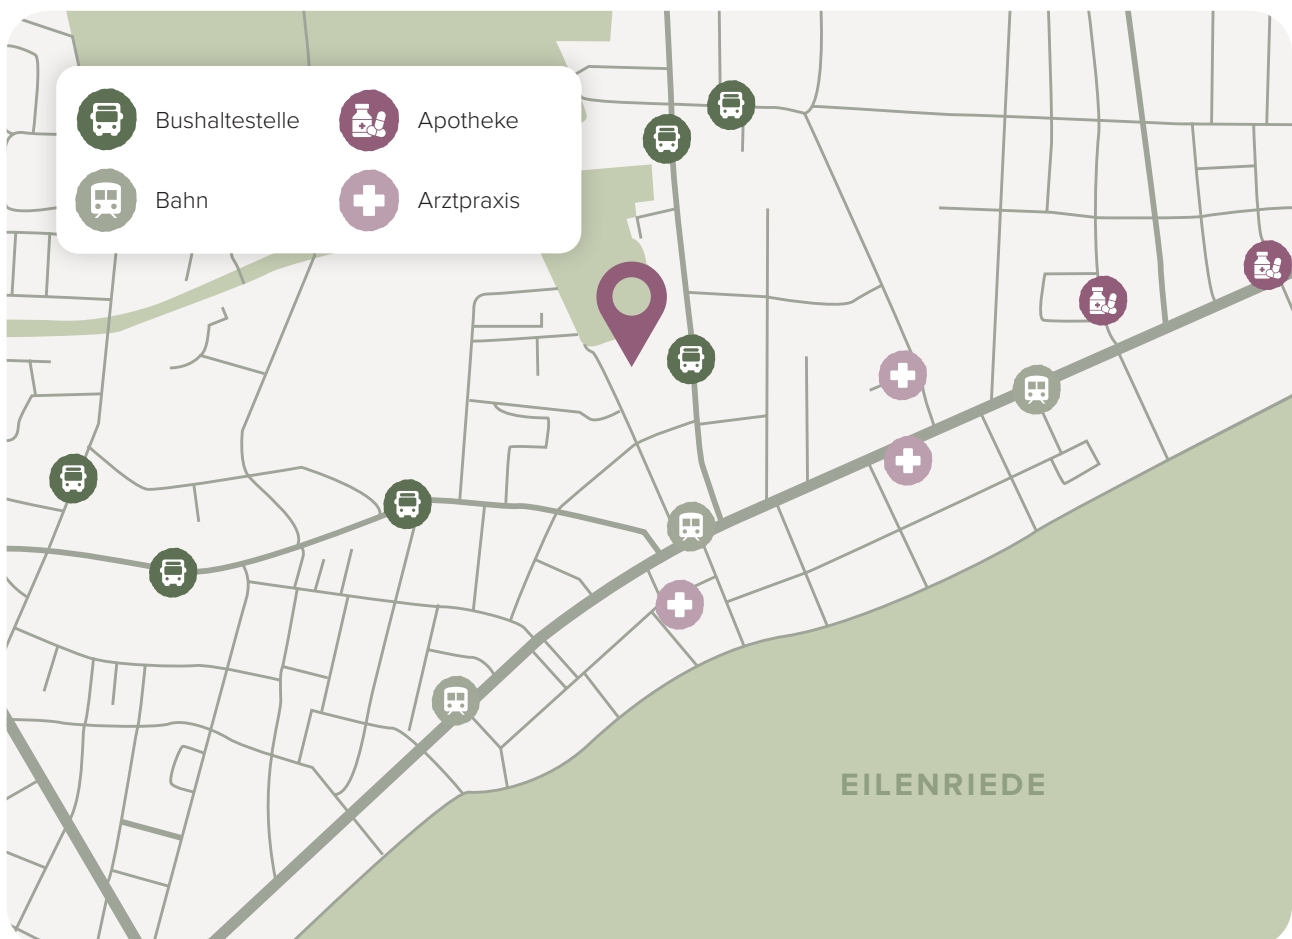 Bushaltestelle
Apotheke
Bahn
Arztpraxis
EILENRIEDE